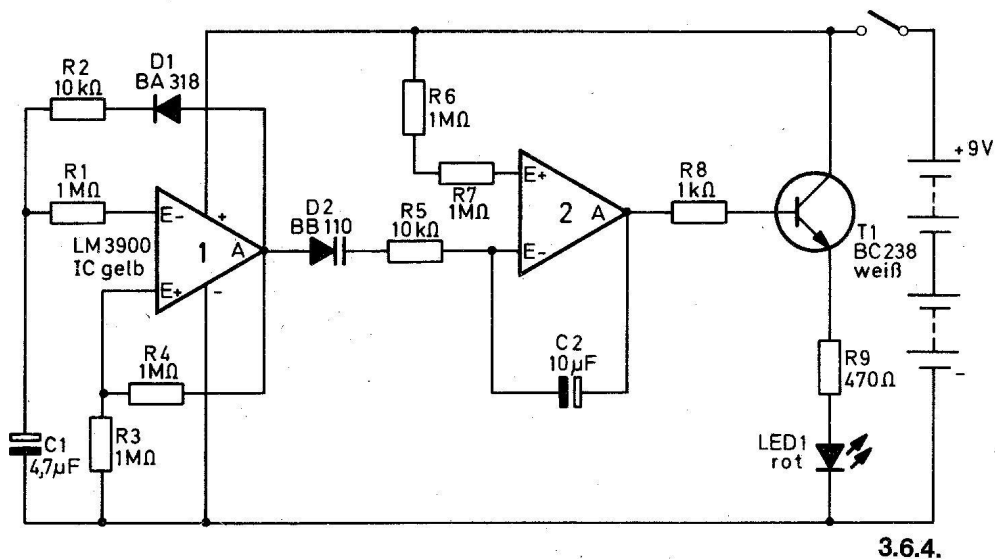 R2
10kΩ
D1
BA 318
R6
1MΩ
+9V
R1
1MΩ
E-
+
1
A
LM 3900
IC gelb
E+
-
D2
BB 110
R5
10kΩ
R7
1MΩ
E+
2
A
E-
R8
1kΩ
T1
BC 238
weiß
R4
1MΩ
C2
10µF
R9
470Ω
-
C1
4,7µF
R3
1MΩ
LED1
rot
3.6.4.